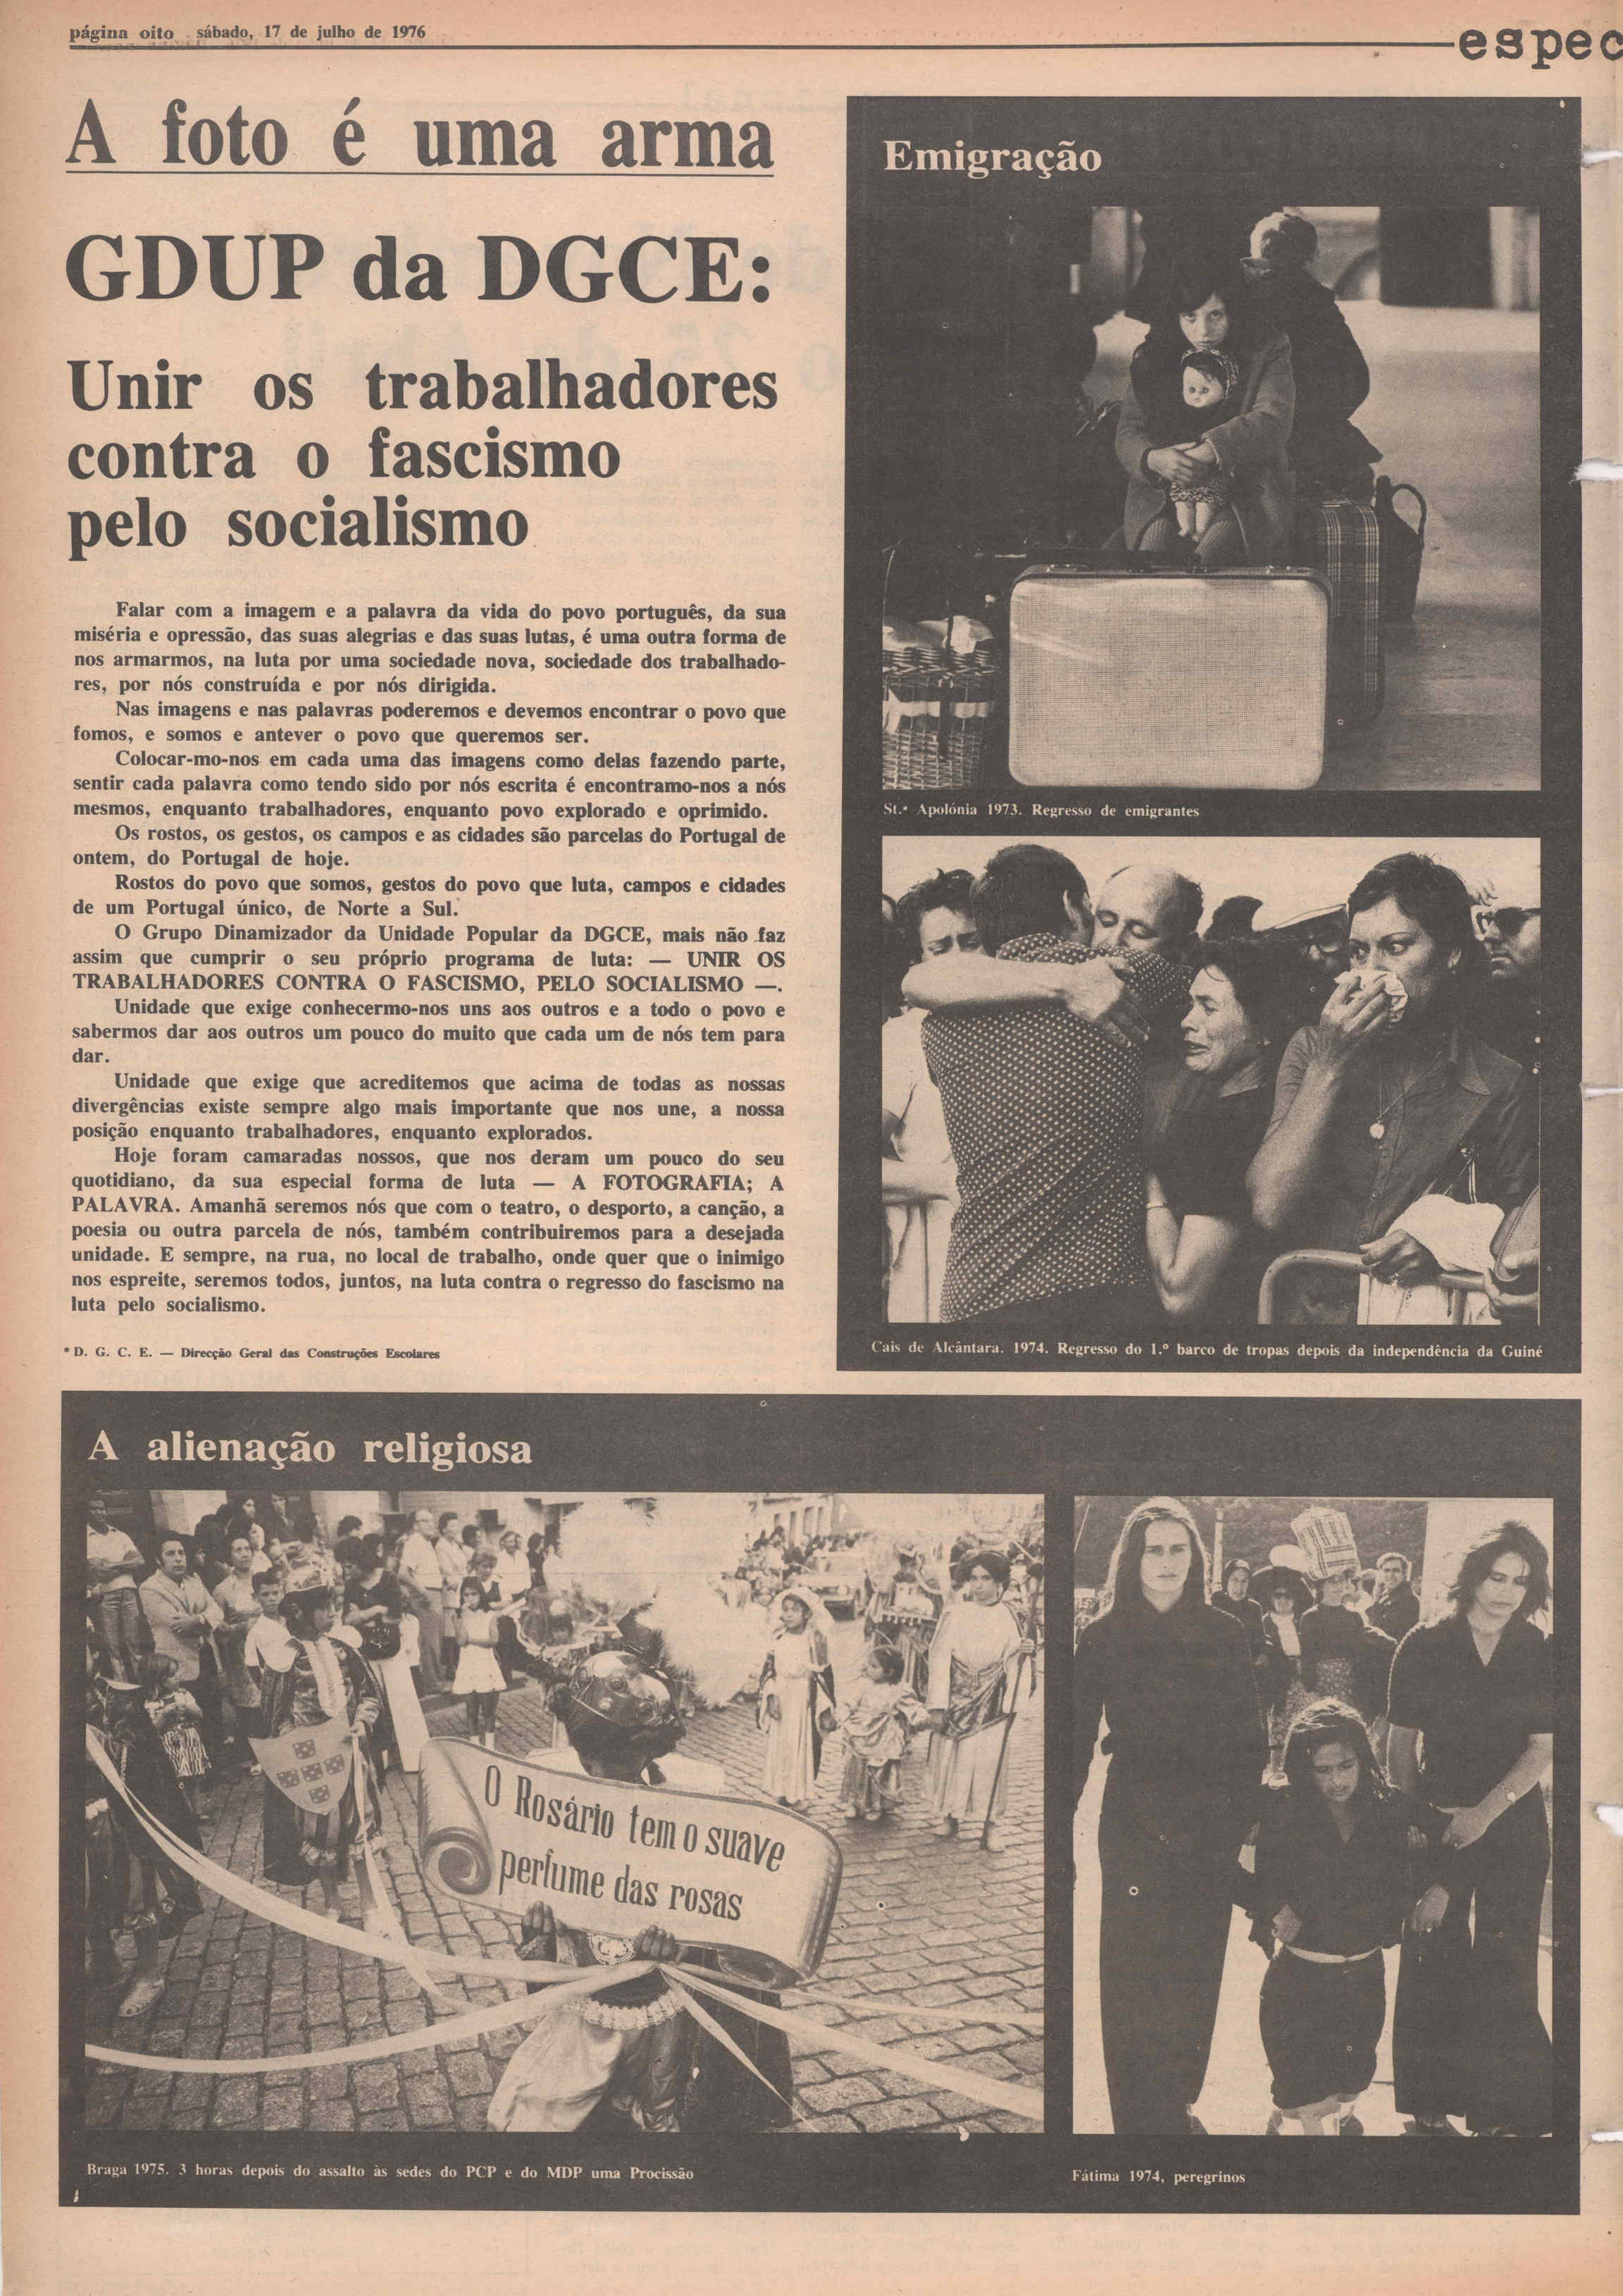 página oito sábado, 17 de julho de 1976
espec
A foto é uma arma
GDUP da DGCE:
Unir os trabalhadores
contra o fascismo
pelo socialismo
Falar com a imagem e a palavra da vida do povo português, da sua
miséria e opressão, das suas alegrias e das suas lutas, é uma outra forma de
nos armarmos, na luta por uma sociedade nova, sociedade dos trabalhado-
res, por nós construída e por nós dirigida.
Nas imagens e nas palavras poderemos e devemos encontrar o povo que
fomos, e somos e antever o povo que queremos ser.
Colocar-mo-nos em cada uma das imagens como delas fazendo parte,
sentir cada palavra como tendo sido por nós escrita é encontramo-nos a nós
mesmos, enquanto trabalhadores, enquanto povo explorado e oprimido.
Os rostos, os gestos, os campos e as cidades são parcelas do Portugal de
ontem, do Portugal de hoje.
Rostos do povo que somos, gestos do povo que luta, campos e cidades
de um Portugal único, de Norte a Sul.
O Grupo Dinamizador da Unidade Popular da DGCE, mais não faz
assim que cumprir o seu próprio programa de luta: — UNIR OS
TRABALHADORES CONTRA O FASCISMO, PELO SOCIALISMO —.
Unidade que exige conhecermo-nos uns aos outros e a todo o povo e
sabermos dar aos outros um pouco do muito que cada um de nós tem para
dar.
Unidade que exige que acreditemos que acima de todas as nossas
divergências existe sempre algo mais importante que nos une, a nossa
posição enquanto trabalhadores, enquanto explorados.
Hoje foram camaradas nossos, que nos deram um pouco do seu
quotidiano, da sua especial forma de luta — A FOTOGRAFIA; A
PALAVRA. Amanhã seremos nós que com o teatro, o desporto, a canção, a
poesia ou outra parcela de nós, também contribuiremos para a desejada
unidade. E sempre, na rua, no local de trabalho, onde quer que o inimigo
nos espreite, seremos todos, juntos, na luta contra o regresso do fascismo na
luta pelo socialismo.
* D. G. C. E. — Direcção Geral das Construções Escolares
Emigração
St.ª Apolónia 1973. Regresso de emigrantes
Cais de Alcântara. 1974. Regresso do 1.º barco de tropas depois da independência da Guiné
A alienação religiosa
O Rosário tem o suave
perfume das rosas
Braga 1975. 3 horas depois do assalto às sedes do PCP e do MDP uma Procissão
Fátima 1974, peregrinos